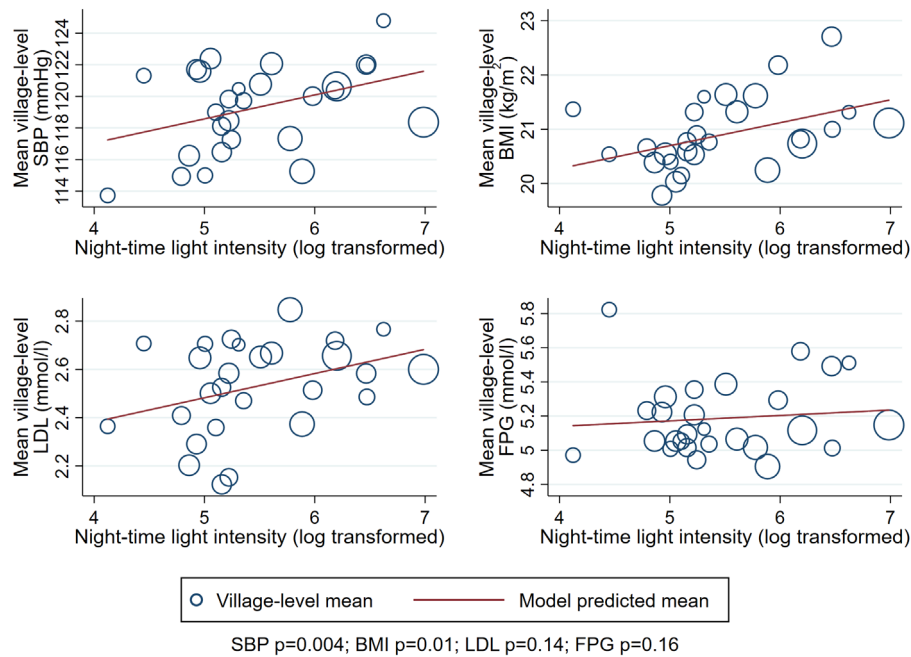 Mean village-level
SBP (mmHg)
124
122
120
118
116
114
4 5 6 7
Night-time light intensity (log transformed)
Mean village-level
BMI (kg/m²)
23
22
21
20
4 5 6 7
Night-time light intensity (log transformed)
Mean village-level
LDL (mmol/l)
2.8
2.6
2.4
2.2
4 5 6 7
Night-time light intensity (log transformed)
Mean village-level
FPG (mmol/l)
5.8
5.6
5.4
5.2
5
4.8
4 5 6 7
Night-time light intensity (log transformed)
Village-level mean Model predicted mean
SBP p=0.004; BMI p=0.01; LDL p=0.14; FPG p=0.16